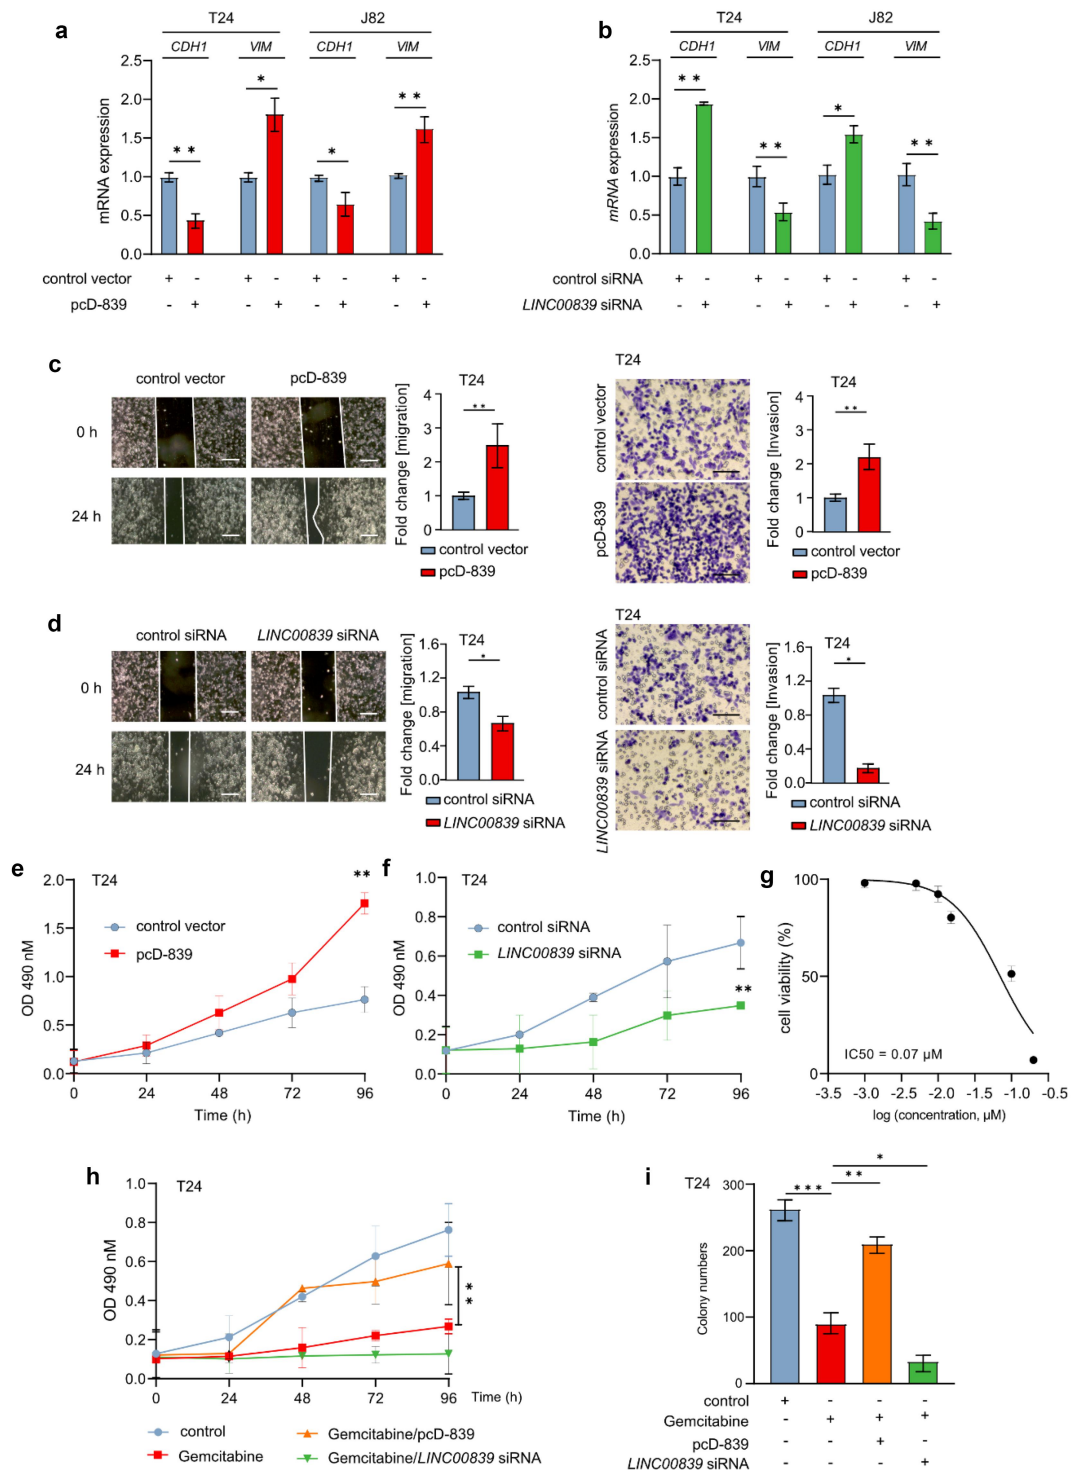 a
T24
J82
CDH1
VIM
CDH1
VIM
2.5
2.0
1.5
1.0
0.5
0.0
mRNA expression
* *
*
*
* *
control vector + - + - + - + -
pcD-839 - + - + - + - +
b
T24
J82
CDH1
VIM
CDH1
VIM
2.5
2.0
1.5
1.0
0.5
0.0
mRNA expression
* *
* *
*
* *
control siRNA + - + - + - + -
LINC00839 siRNA - + - + - + - +
c
control vector
pcD-839
0 h
24 h
T24
Fold change [migration]
4
3
2
1
0
**
control vector
pcD-839
T24
control vector
pcD-839
T24
Fold change [Invasion]
4
3
2
1
0
**
control vector
pcD-839
d
control siRNA
LINC00839 siRNA
0 h
24 h
T24
Fold change [migration]
1.6
1.2
0.8
0.4
0.0
*
control siRNA
LINC00839 siRNA
T24
control siRNA
LINC00839 siRNA
T24
Fold change [Invasion]
1.6
1.2
0.8
0.4
0.0
*
control siRNA
LINC00839 siRNA
e
T24
2.0
1.5
1.0
0.5
0.0
OD 490 nM
control vector
pcD-839
**
0 24 48 72 96
Time (h)
f
T24
1.0
0.8
0.6
0.4
0.2
0.0
OD 490 nM
control siRNA
LINC00839 siRNA
**
0 24 48 72 96
Time (h)
g
100
50
0
cell viability (%)
IC50 = 0.07 µM
-3.5 -3.0 -2.5 -2.0 -1.5 -1.0 -0.5
log (concentration, µM)
h
T24
1.0
0.8
0.6
0.4
0.2
0.0
OD 490 nM
**
0 24 48 72 96 Time (h)
control
Gemcitabine
Gemcitabine/pcD-839
Gemcitabine/LINC00839 siRNA
i
T24
300
200
100
0
Colony numbers
*
* *
* * *
control + - - -
Gemcitabine - + + +
pcD-839 - - + -
LINC00839 siRNA - - - +